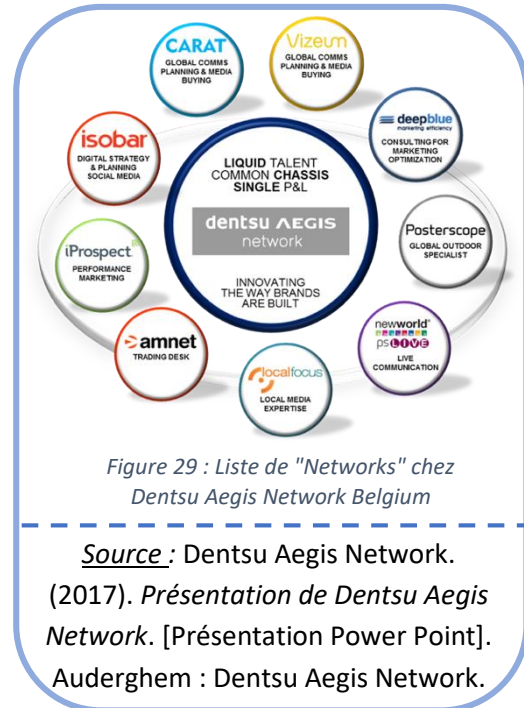 CARAT
GLOBAL COMMS
PLANNING & MEDIA
BUYING
Vizeum
GLOBAL COMMS
PLANNING & MEDIA
BUYING
isobar
DIGITAL STRATEGY
& PLANNING
SOCIAL MEDIA
deepblue
marketing efficiency
CONSULTING FOR
MARKETING
OPTIMIZATION
LIQUID TALENT
COMMON CHASSIS
SINGLE P&L
dentsu AEGIS
network
INNOVATING
THE WAY BRANDS
ARE BUILT
iProspect
PERFORMANCE
MARKETING
Posterscope
GLOBAL OUTDOOR
SPECIALIST
amnet
TRADING DESK
localfocus
LOCAL MEDIA
EXPERTISE
newworld
psLIVE
LIVE
COMMUNICATION
Figure 29 : Liste de "Networks" chez
Dentsu Aegis Network Belgium
Source : Dentsu Aegis Network.
(2017). Présentation de Dentsu Aegis
Network. [Présentation Power Point].
Auderghem : Dentsu Aegis Network.